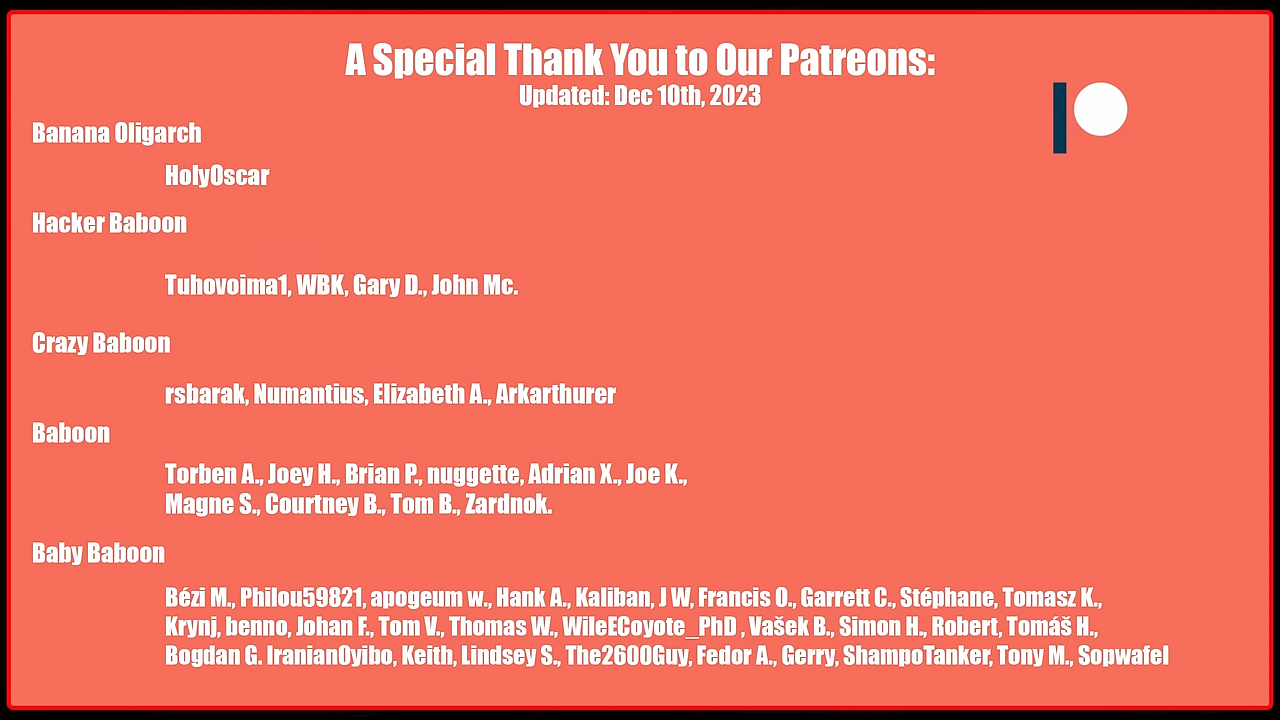 A Special Thank You to Our Patreons:
Updated: Dec 10th, 2023
Banana Oligarch
HolyOscar
Hacker Baboon
Tuhovoima1, WBK, Gary D., John Mc.
Crazy Baboon
rsbarak, Numantius, Elizabeth A., Arkarthurer
Baboon
Torben A., Joey H., Brian P., nuggette, Adrian X., Joe K.,
Magne S., Courtney B., Tom B., Zardnok.
Baby Baboon
Bézi M., Philou59821, apogeum w., Hank A., Kaliban, J W, Francis O., Garrett C., Stéphane, Tomasz K.,
Krynj, benno, Johan F., Tom V., Thomas W., WileECoyote_PhD , Vašek B., Simon H., Robert, Tomáš H.,
Bogdan G. IranianOyibo, Keith, Lindsey S., The2600Guy, Fedor A., Gerry, ShampoTanker, Tony M., Sopwafel